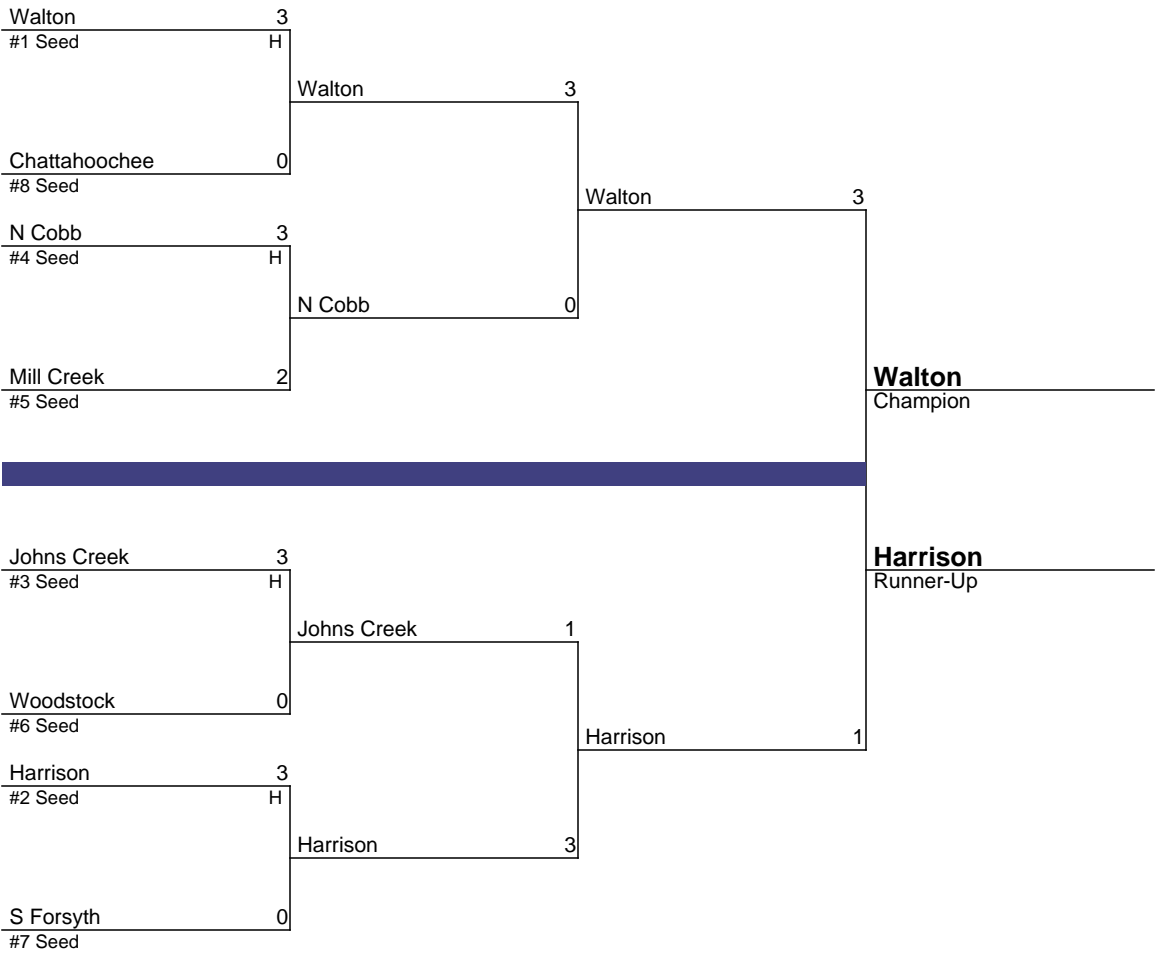 Walton 3
#1 Seed H
Walton 3
Chattahoochee 0
#8 Seed
Walton 3
N Cobb 3
#4 Seed H
N Cobb 0
Mill Creek 2
#5 Seed
Walton
Champion
Johns Creek 3
#3 Seed H
Harrison
Runner-Up
Johns Creek 1
Woodstock 0
#6 Seed
Harrison 1
Harrison 3
#2 Seed H
Harrison 3
S Forsyth 0
#7 Seed